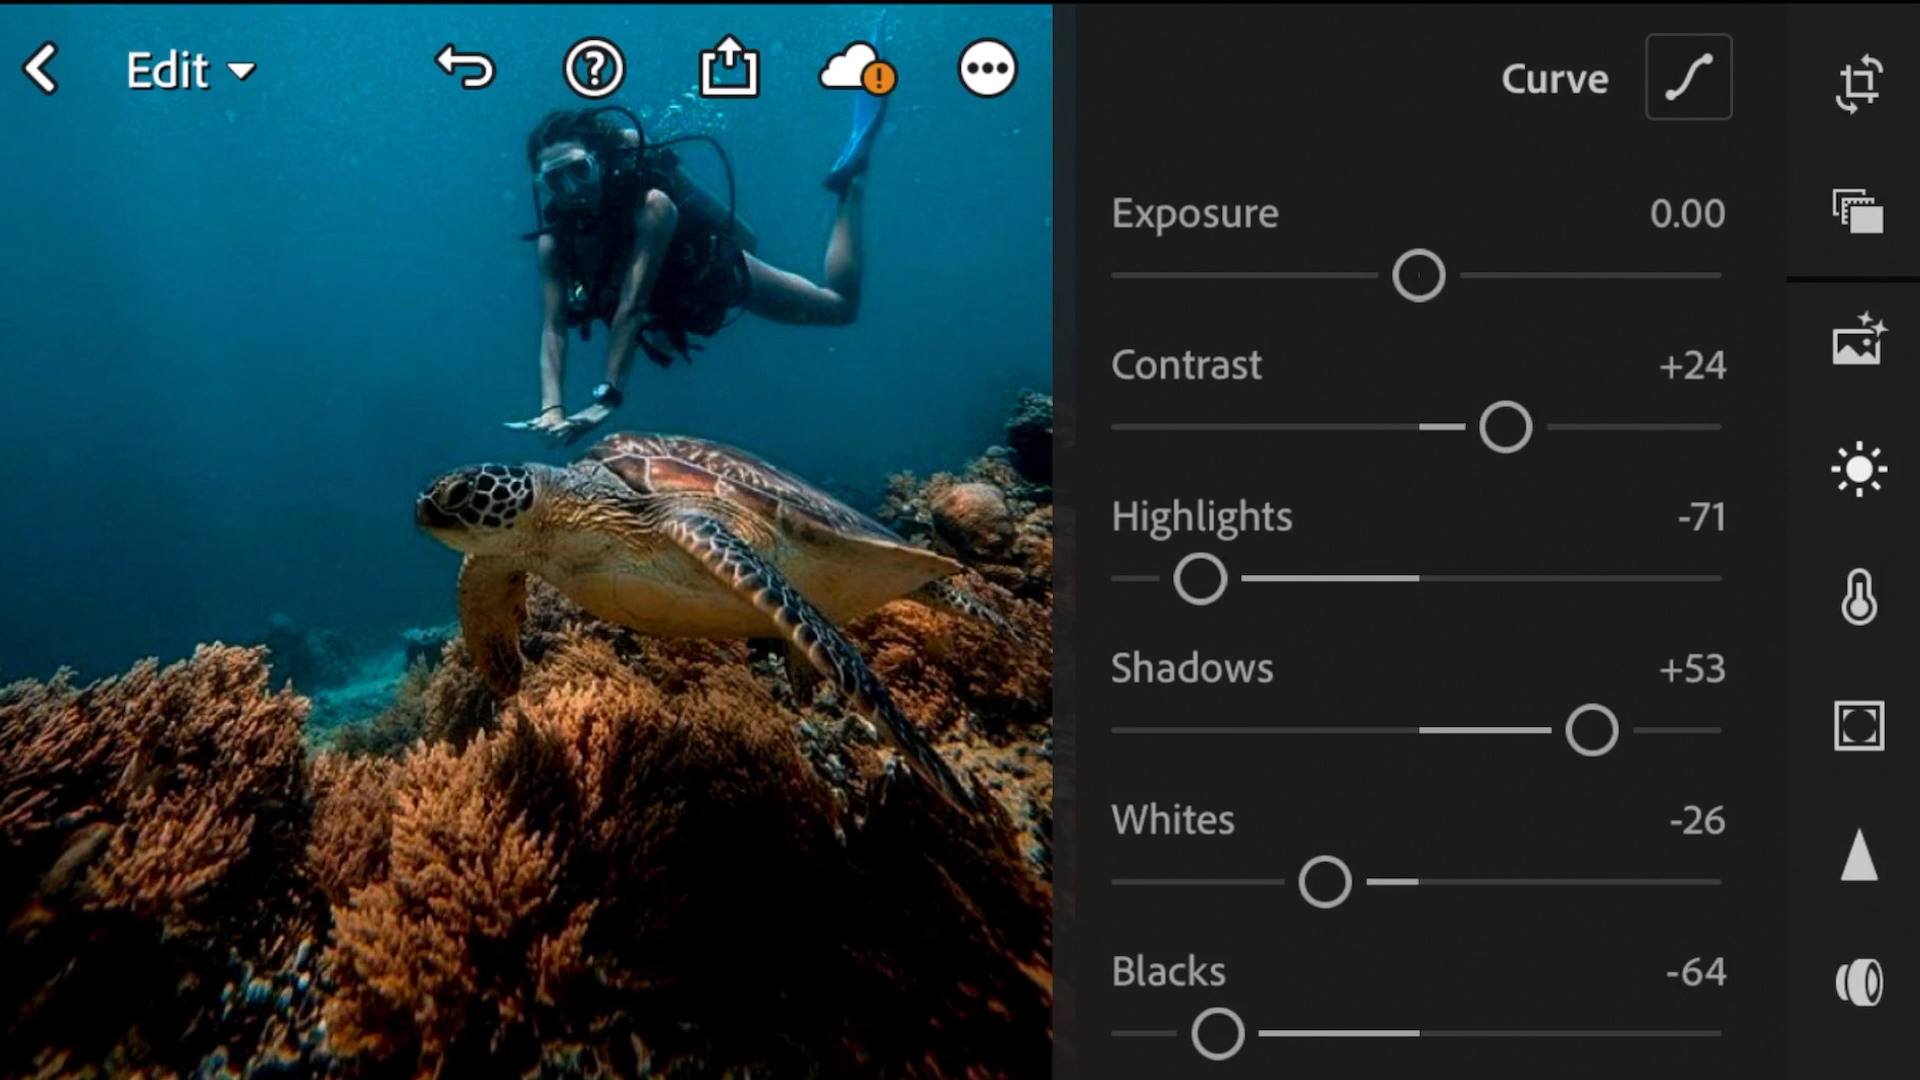 Edit
Curve
Exposure 0.00
Contrast +24
Highlights -71
Shadows +53
Whites -26
Blacks -64